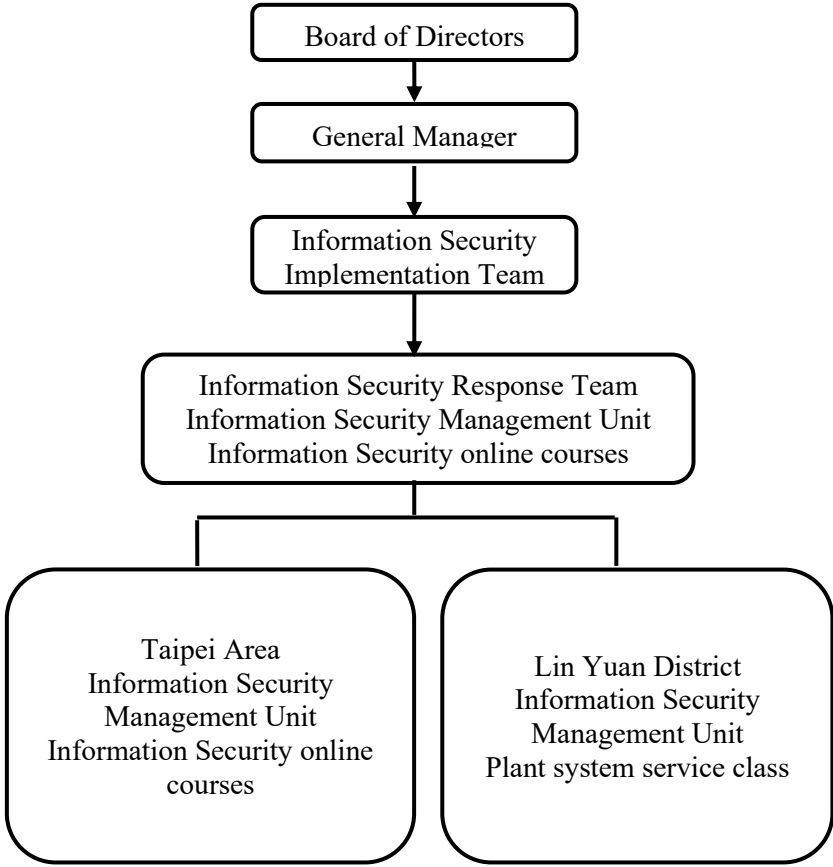 Board of Directors
General Manager
Information Security
Implementation Team
Information Security Response Team
Information Security Management Unit
Information Security online courses
Taipei Area
Information Security
Management Unit
Information Security online
courses
Lin Yuan District
Information Security
Management Unit
Plant system service class